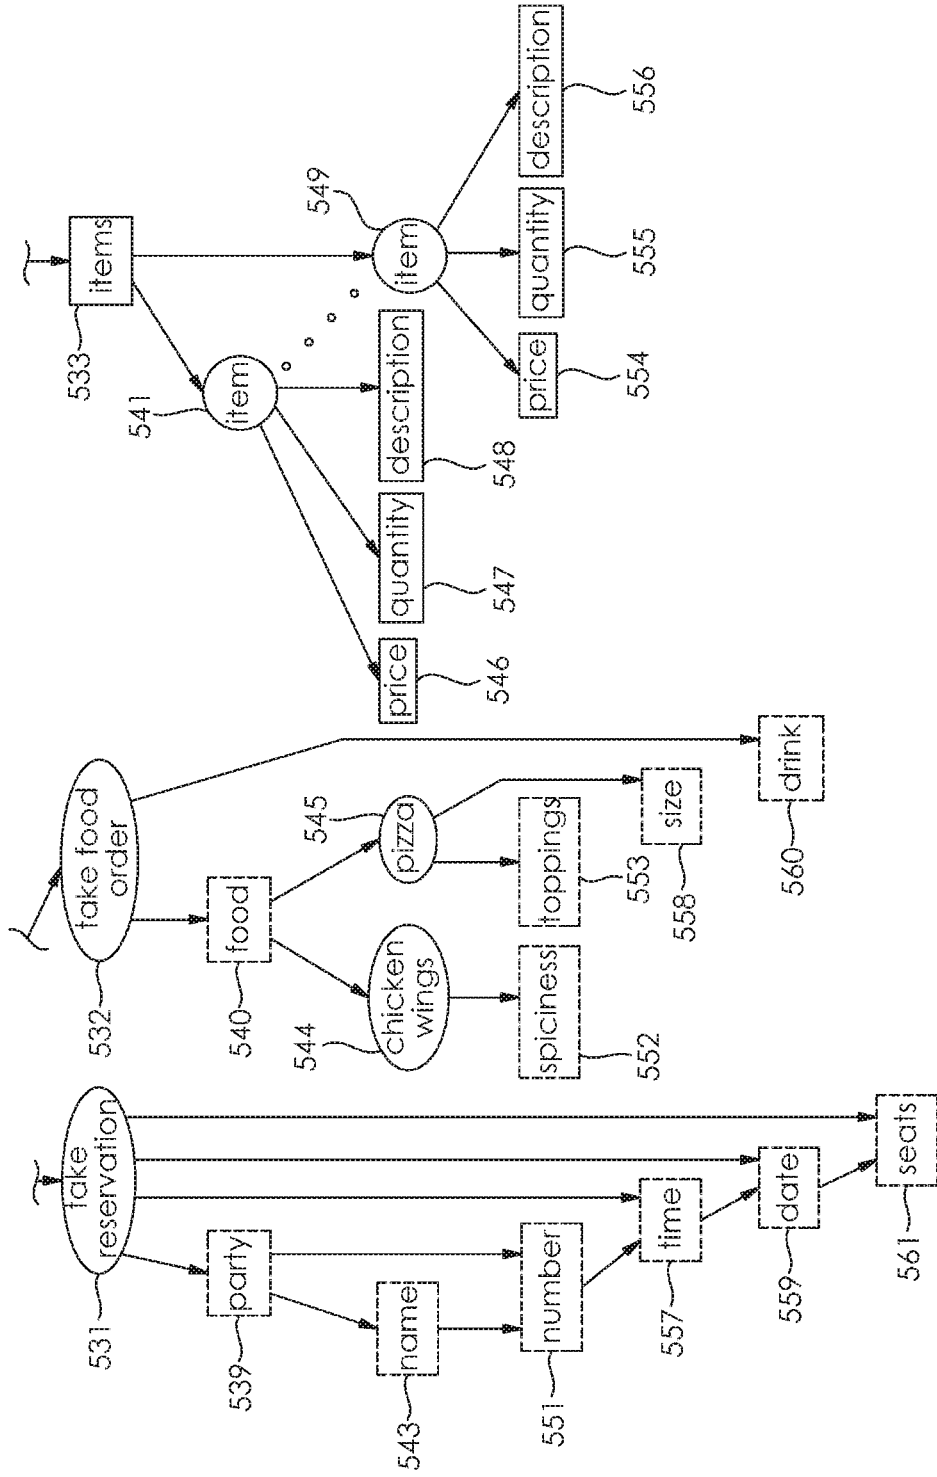 take
reservation
531
party
539
name
543
number
551
time
557
date
559
seats
561
take food
order
532
food
540
chicken
wings
544
pizza
545
spiciness
552
toppings
553
size
558
drink
560
items
533
item
541
price
546
quantity
547
description
548
item
549
price
554
quantity
555
description
556